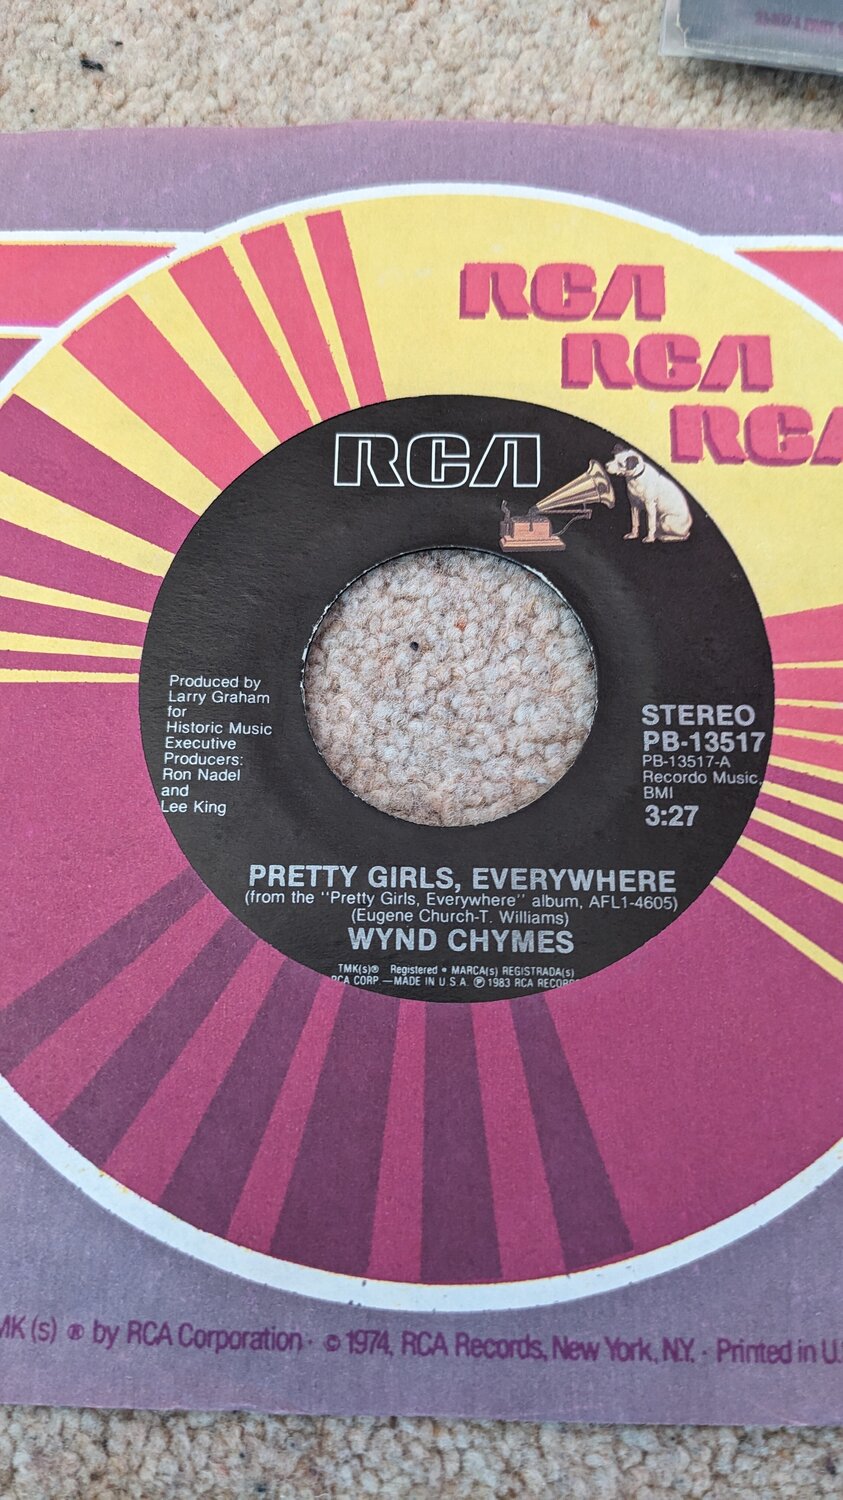 RCA
RCA
RCA
RCA
Produced by
Larry Graham
for
Historic Music
Executive
Producers:
Ron Nadel
and
Lee King
STEREO
PB-13517
PB-13517-A
Recordo Music,
BMI
3:27
PRETTY GIRLS, EVERYWHERE
(from the "Pretty Girls, Everywhere" album, AFL1-4605)
(Eugene Church-T. Williams)
WYND CHYMES
TMK(s)® Registered • MARCA(s) REGISTRADA(s)
RCA CORP.—MADE IN U.S.A. ℗ 1983 RCA RECORDS
MK (s) ® by RCA Corporation · © 1974, RCA Records, New York, N.Y. · Printed in U.S